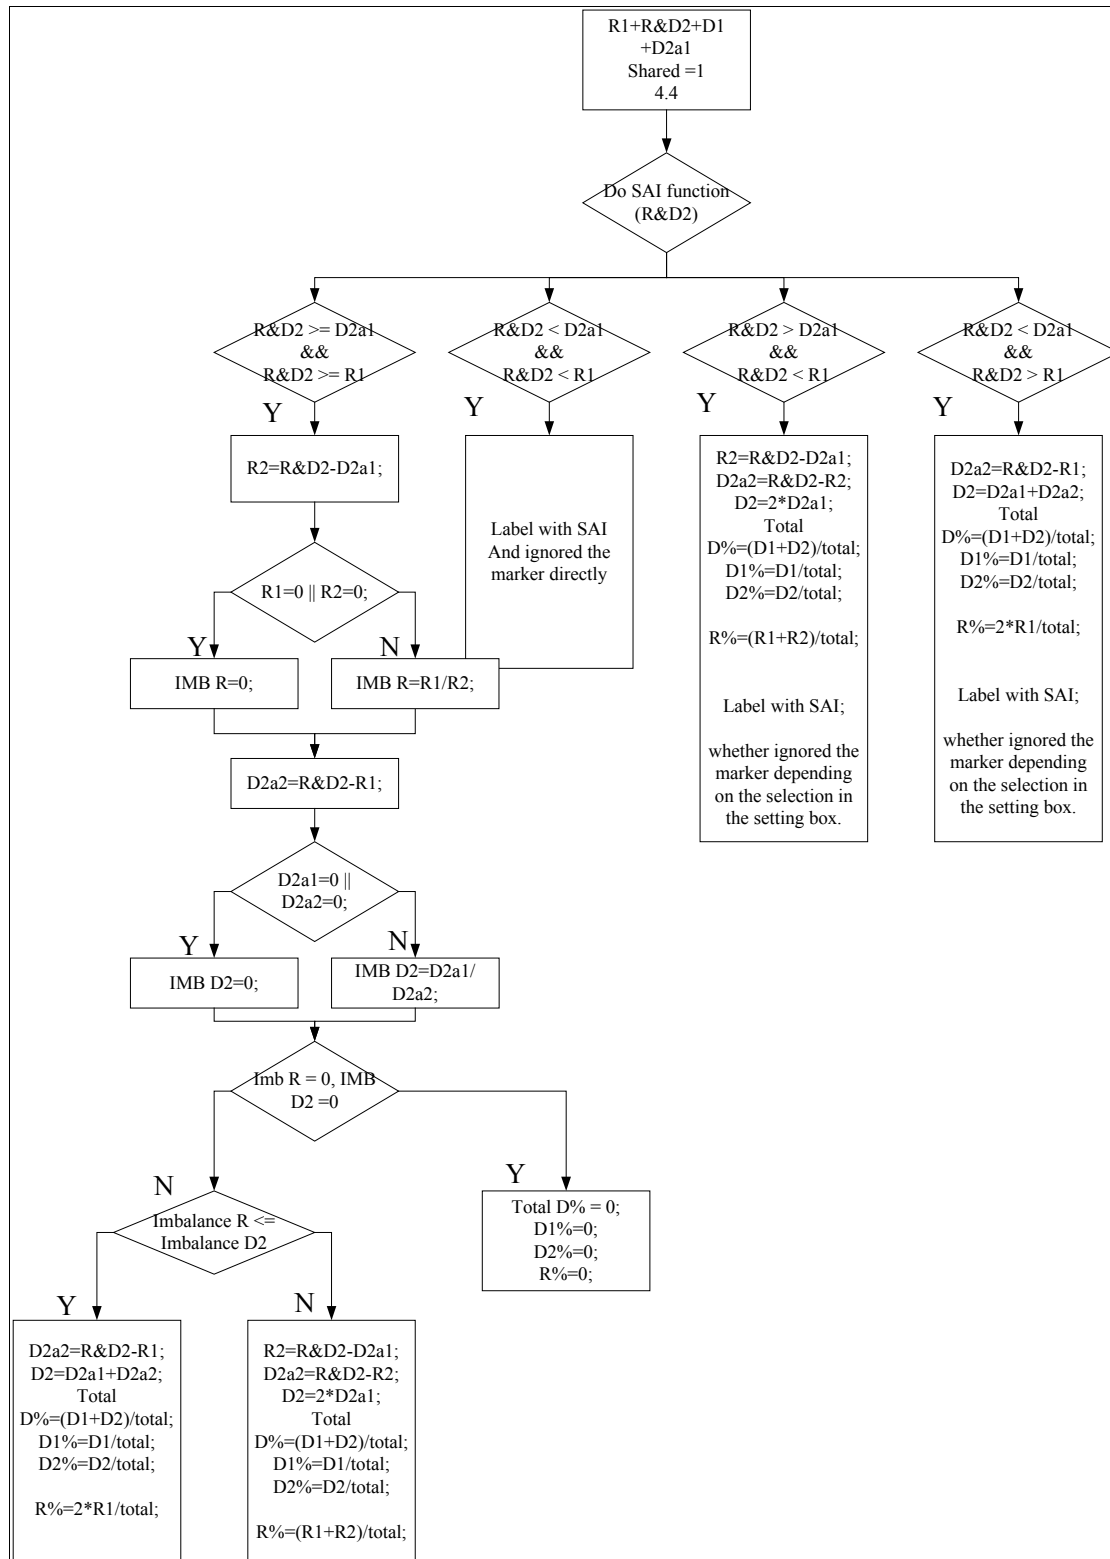 R1+R&D2+D1
+D2a1
Shared =1
4.4
Do SAI function
(R&D2)
R&D2 >= D2a1
&&
R&D2 >= R1
R&D2 < D2a1
&&
R&D2 < R1
R&D2 > D2a1
&&
R&D2 < R1
R&D2 < D2a1
&&
R&D2 > R1
Y
Y
Y
Y
R2=R&D2-D2a1;
Label with SAI
And ignored the
marker directly
R2=R&D2-D2a1;
D2a2=R&D2-R2;
D2=2*D2a1;
Total
D%=(D1+D2)/total;
D1%=D1/total;
D2%=D2/total;
R%=(R1+R2)/total;
Label with SAI;
whether ignored the
marker depending
on the selection in
the setting box.
D2a2=R&D2-R1;
D2=D2a1+D2a2;
Total
D%=(D1+D2)/total;
D1%=D1/total;
D2%=D2/total;
R%=2*R1/total;
Label with SAI;
whether ignored the
marker depending
on the selection in
the setting box.
R1=0 || R2=0;
Y
N
IMB R=0;
IMB R=R1/R2;
D2a2=R&D2-R1;
D2a1=0 ||
D2a2=0;
Y
N
IMB D2=0;
IMB D2=D2a1/
D2a2;
Imb R = 0, IMB
D2 =0
N
Y
Imbalance R <=
Imbalance D2
Total D% = 0;
D1%=0;
D2%=0;
R%=0;
Y
N
D2a2=R&D2-R1;
D2=D2a1+D2a2;
Total
D%=(D1+D2)/total;
D1%=D1/total;
D2%=D2/total;
R%=2*R1/total;
R2=R&D2-D2a1;
D2a2=R&D2-R2;
D2=2*D2a1;
Total
D%=(D1+D2)/total;
D1%=D1/total;
D2%=D2/total;
R%=(R1+R2)/total;